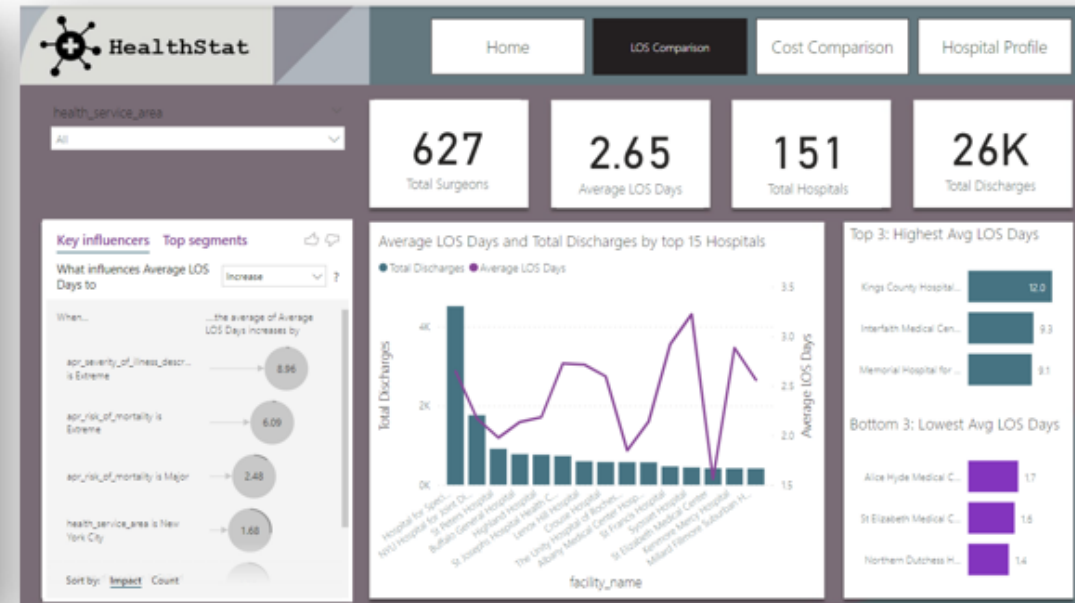 HealthStat
Home
LOS Comparison
Cost Comparison
Hospital Profile
health_service_area
All
627
Total Surgeons
2.65
Average LOS Days
151
Total Hospitals
26K
Total Discharges
Key influencers Top segments
What influences Average LOS
Days to
Increase
?
When...
...the average of Average
LOS Days increases by
apr_severity_of_illness_descr...
is Extreme
8.96
apr_risk_of_mortality is
Extreme
6.09
apr_risk_of_mortality is Major
2.48
health_service_area is New
York City
1.68
Sort by: Impact Count
Average LOS Days and Total Discharges by top 15 Hospitals
Total Discharges Average LOS Days
Total Discharges
4K
2K
0K
3.5
3.0
2.5
2.0
1.5
Average LOS Days
Hospital for Speci...
NYU Hospital for Joint Di...
St Peters Hospital
Buffalo General Hospital
Highland Hospital
St Josephs Hospital Health C...
Lenox Hill Hospital
Crouse Hospital
The Unity Hospital of Roches...
Albany Medical Center Hosp...
St Francis Hospital
Upstate
St Elizabeth Medical Center
Kenmore Mercy Hospital
Millard Fillmore Suburban H...
facility_name
Top 3: Highest Avg LOS Days
Kings County Hospital...
12.0
Interfaith Medical Cen...
9.3
Memorial Hospital for ...
9.1
Bottom 3: Lowest Avg LOS Days
Alice Hyde Medical C...
1.7
St Elizabeth Medical C...
1.6
Northern Dutchess H...
1.4